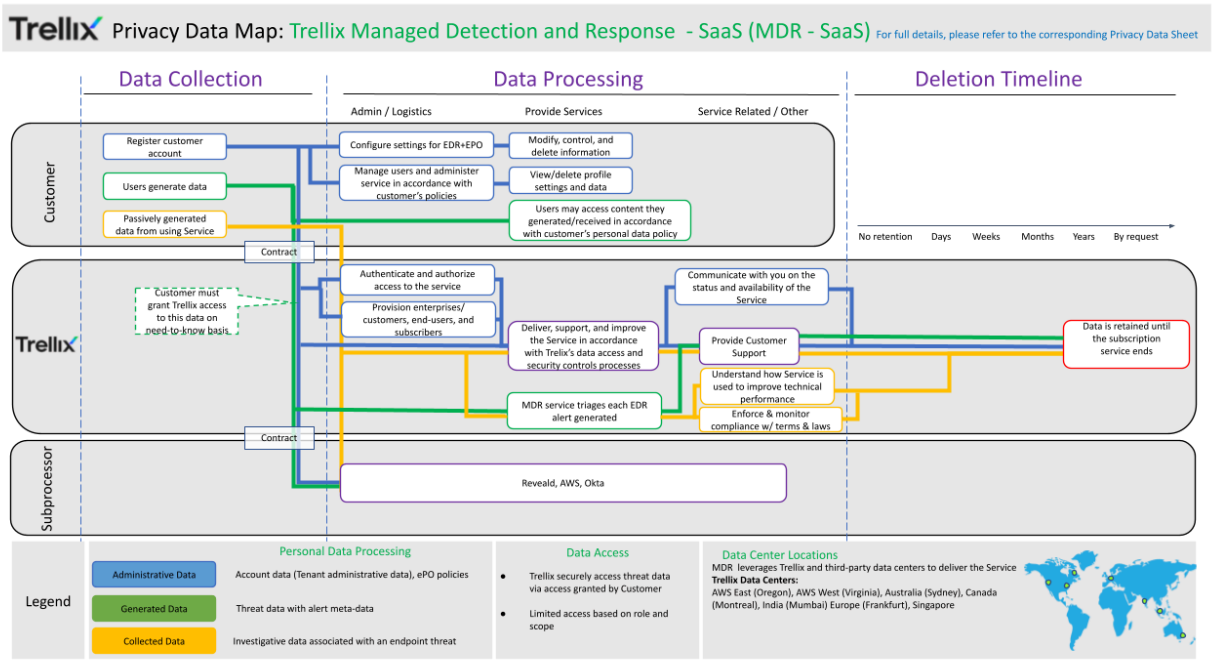 Trellix Privacy Data Map: Trellix Managed Detection and Response - SaaS (MDR - SaaS) For full details, please refer to the corresponding Privacy Data Sheet
Data Collection
Data Processing
Deletion Timeline
Admin / Logistics
Provide Services
Service Related / Other
Customer
Register customer
account
Configure settings for EDR+EPO
Modify, control, and
delete information
Users generate data
Manage users and administer
service in accordance with
customer's policies
View/delete profile
settings and data
Passively generated
data from using Service
Users may access content they
generated/received in accordance
with customer's personal data policy
No retention
Days
Weeks
Months
Years
By request
Contract
Trellix
Customer must
grant Trellix access
to this data on
need-to-know basis
Authenticate and authorize
access to the service
Provision enterprises/
customers, end-users, and
subscribers
Deliver, support, and improve
the Service in accordance
with Trelix's data access and
security controls processes
MDR service triages each EDR
alert generated
Communicate with you on the
status and availability of the
Service
Provide Customer
Support
Understand how Service is
used to improve technical
performance
Enforce & monitor
compliance w/ terms & laws
Data is retained until
the subscription
service ends
Contract
Subprocessor
Reveald, AWS, Okta
Legend
Personal Data Processing
Administrative Data
Account data (Tenant administrative data), ePO policies
Generated Data
Threat data with alert meta-data
Collected Data
Investigative data associated with an endpoint threat
Data Access
• Trellix securely access threat data
via access granted by Customer
• Limited access based on role and
scope
Data Center Locations
MDR leverages Trellix and third-party data centers to deliver the Service
Trellix Data Centers:
AWS East (Oregon), AWS West (Virginia), Australia (Sydney), Canada
(Montreal), India (Mumbai) Europe (Frankfurt), Singapore